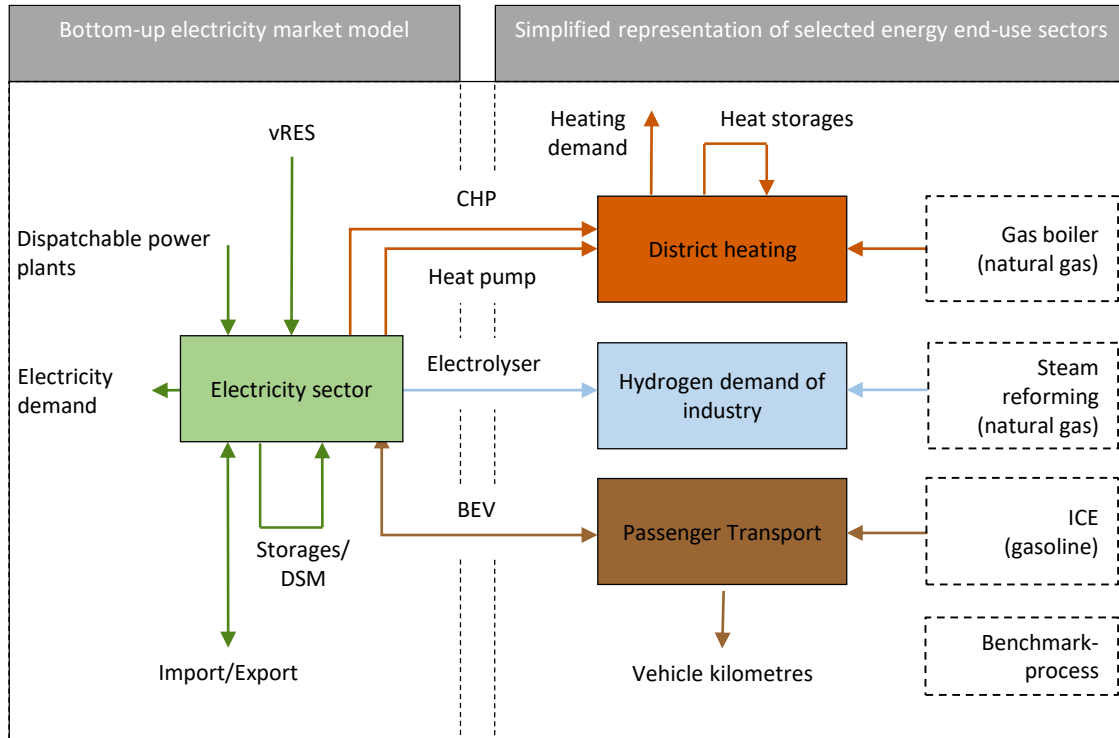 Bottom-up electricity market model
Simplified representation of selected energy end-use sectors
vRES
Dispatchable power
plants
Electricity
demand
Electricity sector
Storages/
DSM
Import/Export
CHP
Heat pump
Electrolyser
BEV
Heating
demand
Heat storages
District heating
Hydrogen demand of
industry
Passenger Transport
Vehicle kilometres
Gas boiler
(natural gas)
Steam
reforming
(natural gas)
ICE
(gasoline)
Benchmark-
process